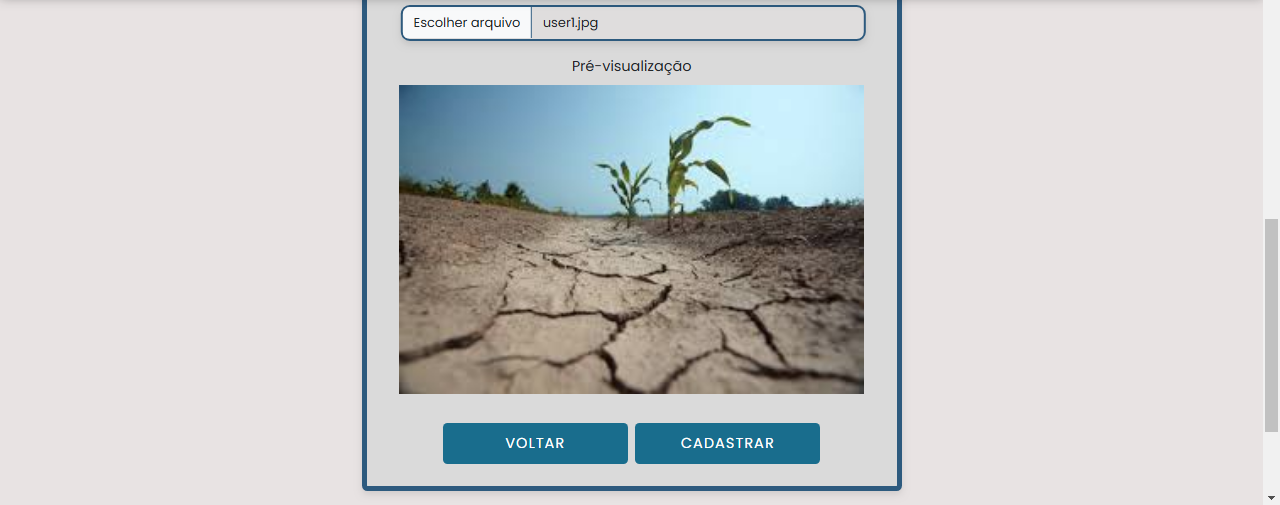 Escolher arquivo user1.jpg
Pré-visualização
VOLTAR CADASTRAR